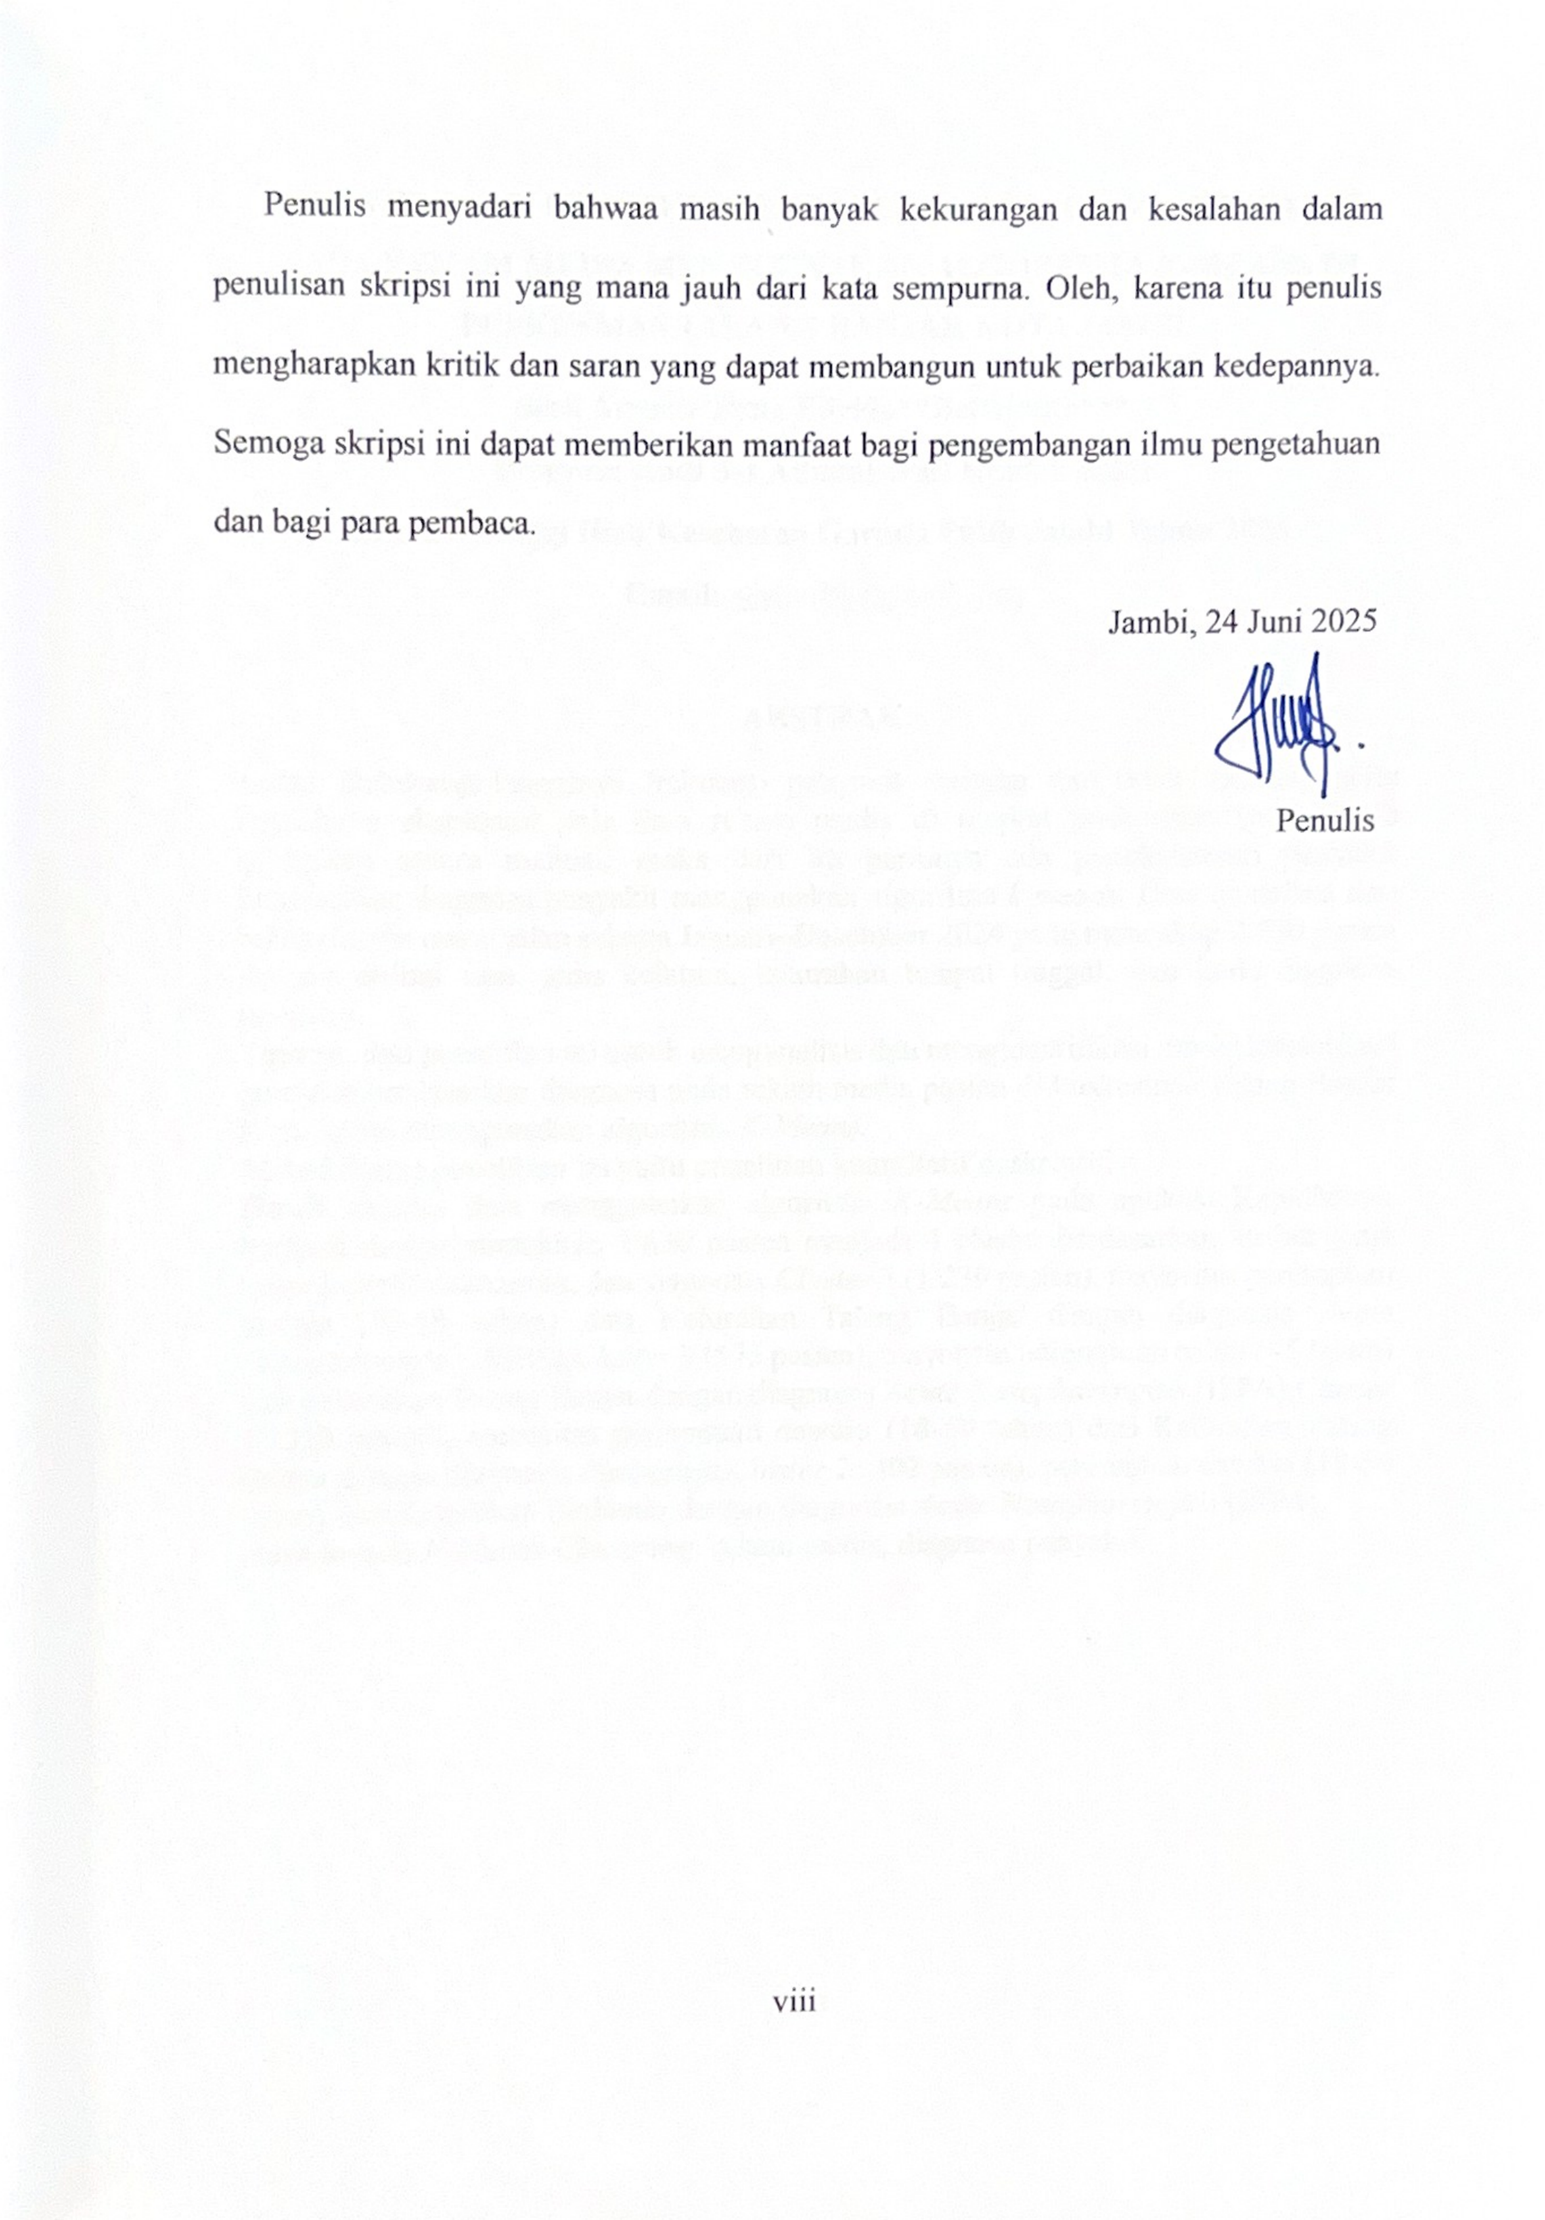 Penulis menyadari bahwaa masih banyak kekurangan dan kesalahan dalam
penulisan skripsi ini yang mana jauh dari kata sempurna. Oleh, karena itu penulis
mengharapkan kritik dan saran yang dapat membangun untuk perbaikan kedepannya.
Semoga skripsi ini dapat memberikan manfaat bagi pengembangan ilmu pengetahuan
dan bagi para pembaca.
Jambi, 24 Juni 2025
Penulis
viii